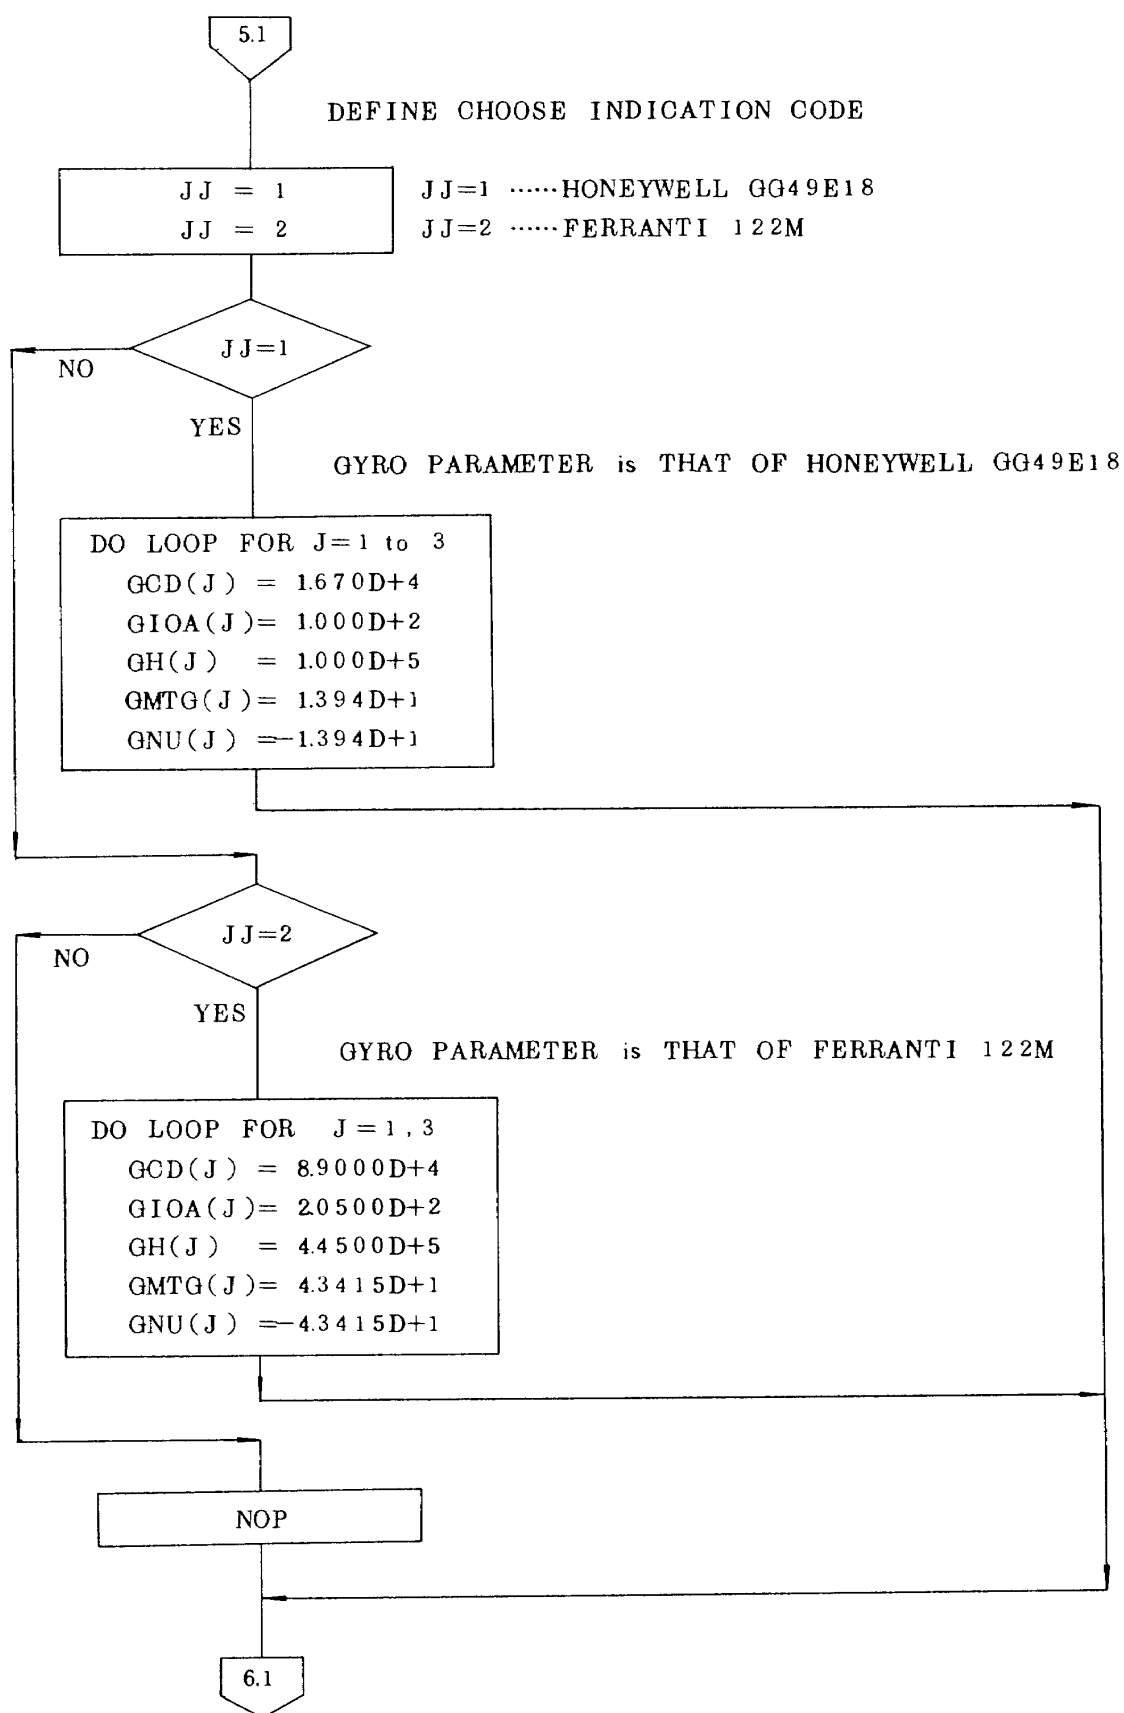 5.1
DEFINE CHOOSE INDICATION CODE
JJ = 1
JJ = 2
JJ=1 ······HONEYWELL GG49E18
JJ=2 ······FERRANTI 122M
JJ=1
NO
YES
GYRO PARAMETER is THAT OF HONEYWELL GG49E18
DO LOOP FOR J=1 to 3
GCD(J) = 1.670D+4
GIOA(J)= 1.000D+2
GH(J) = 1.000D+5
GMTG(J)= 1.394D+1
GNU(J) =-1.394D+1
JJ=2
NO
YES
GYRO PARAMETER is THAT OF FERRANTI 122M
DO LOOP FOR J=1,3
GCD(J) = 8.9000D+4
GIOA(J)= 2.0500D+2
GH(J) = 4.4500D+5
GMTG(J)= 4.3415D+1
GNU(J) =-4.3415D+1
NOP
6.1